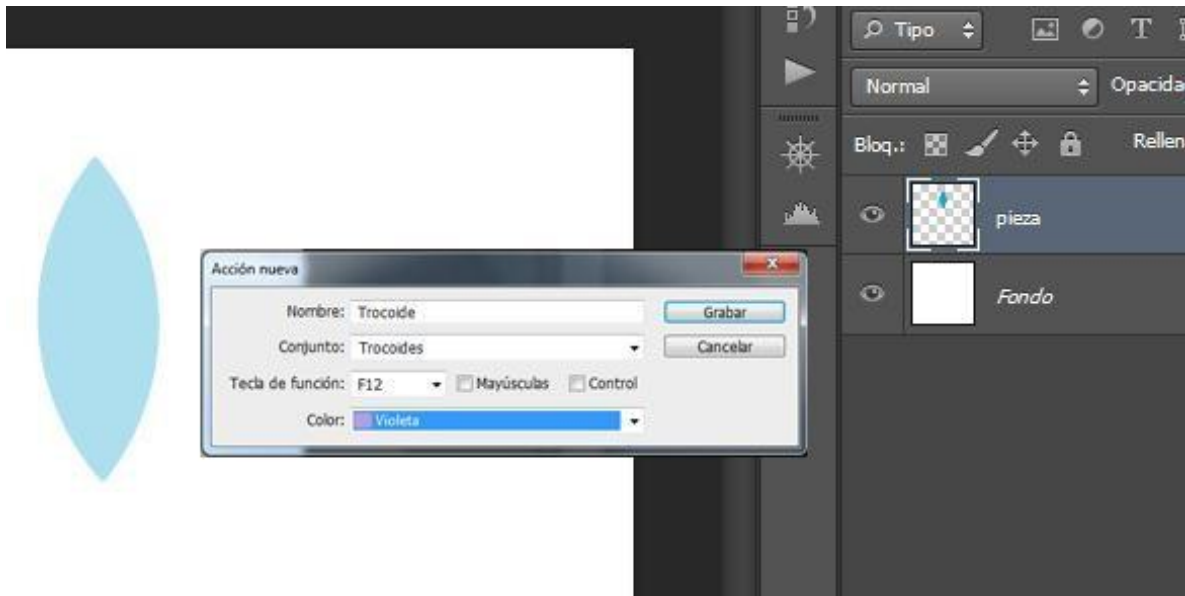 Tipo
T
Normal
Opacida
Bloq.:
Rellen
pieza
Fondo
Acción nueva
Nombre: Trocoide
Grabar
Conjunto: Trocoides
Cancelar
Tecla de función: F12
Mayúsculas
Control
Color: Violeta